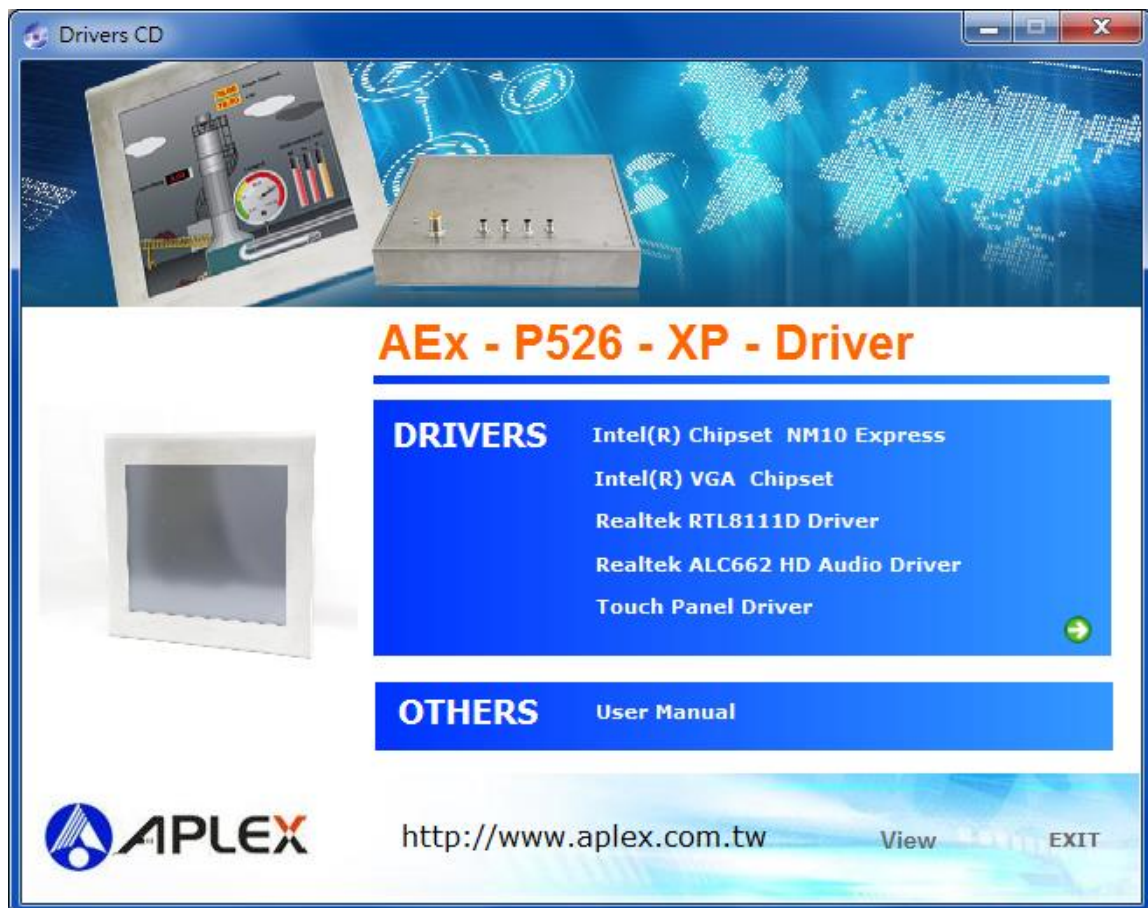 Drivers CD
AEx - P526 - XP - Driver
DRIVERS
Intel(R) Chipset NM10 Express
Intel(R) VGA Chipset
Realtek RTL8111D Driver
Realtek ALC662 HD Audio Driver
Touch Panel Driver
OTHERS
User Manual
APLEX
http://www.aplex.com.tw
View
EXIT